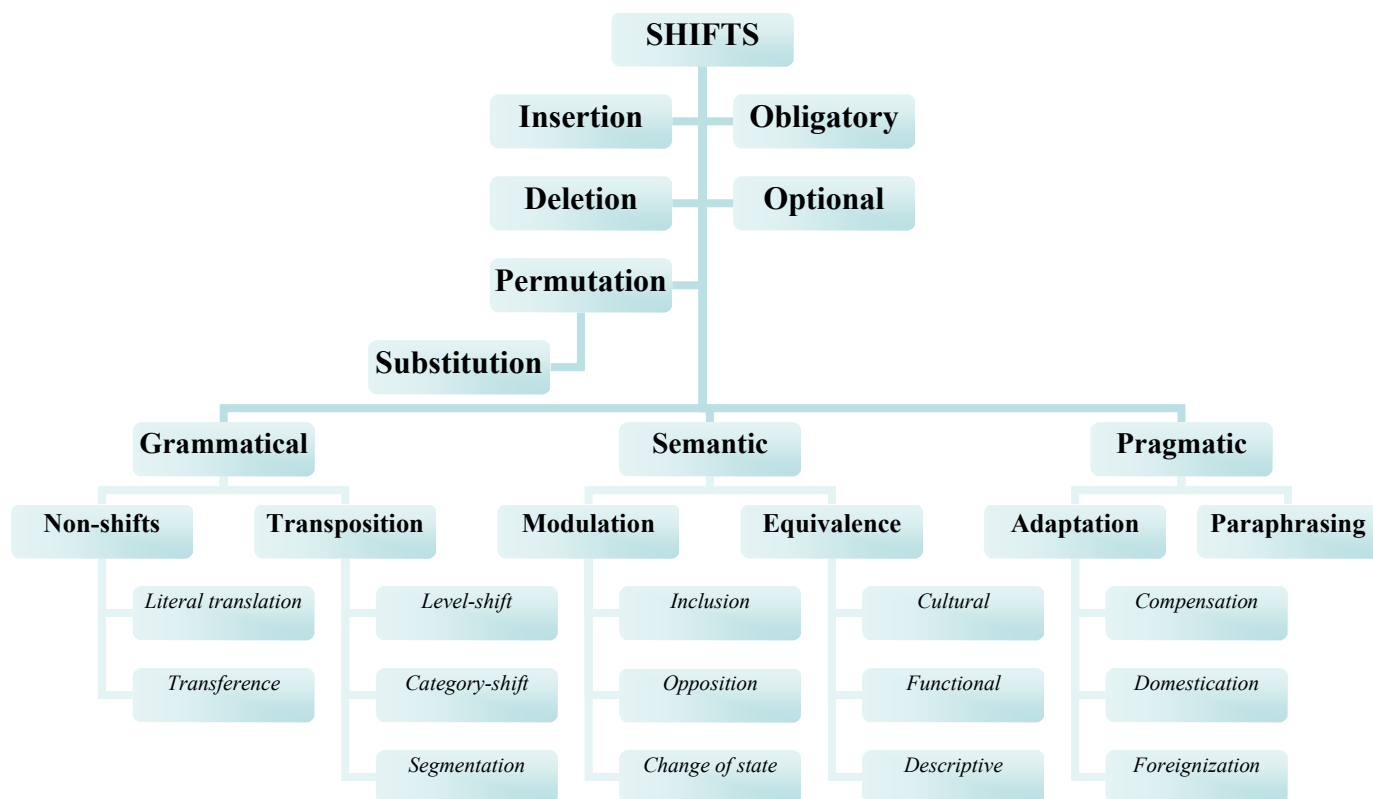 SHIFTS
Insertion
Obligatory
Deletion
Optional
Permutation
Substitution
Grammatical
Semantic
Pragmatic
Non-shifts
Transposition
Modulation
Equivalence
Adaptation
Paraphrasing
Literal translation
Level-shift
Inclusion
Cultural
Compensation
Transference
Category-shift
Opposition
Functional
Domestication
Segmentation
Change of state
Descriptive
Foreignization